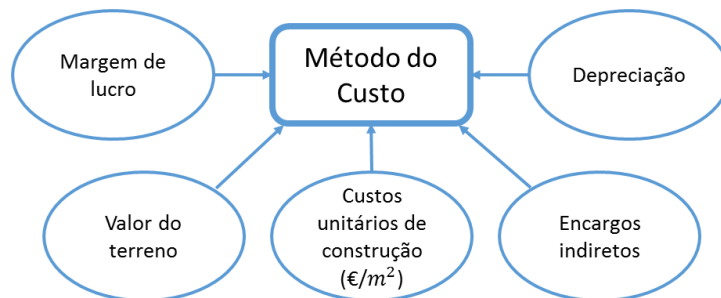 Margem de
lucro
Método do
Custo
Depreciação
Valor do
terreno
Custos
unitários de
construção
(€/m²)
Encargos
indiretos